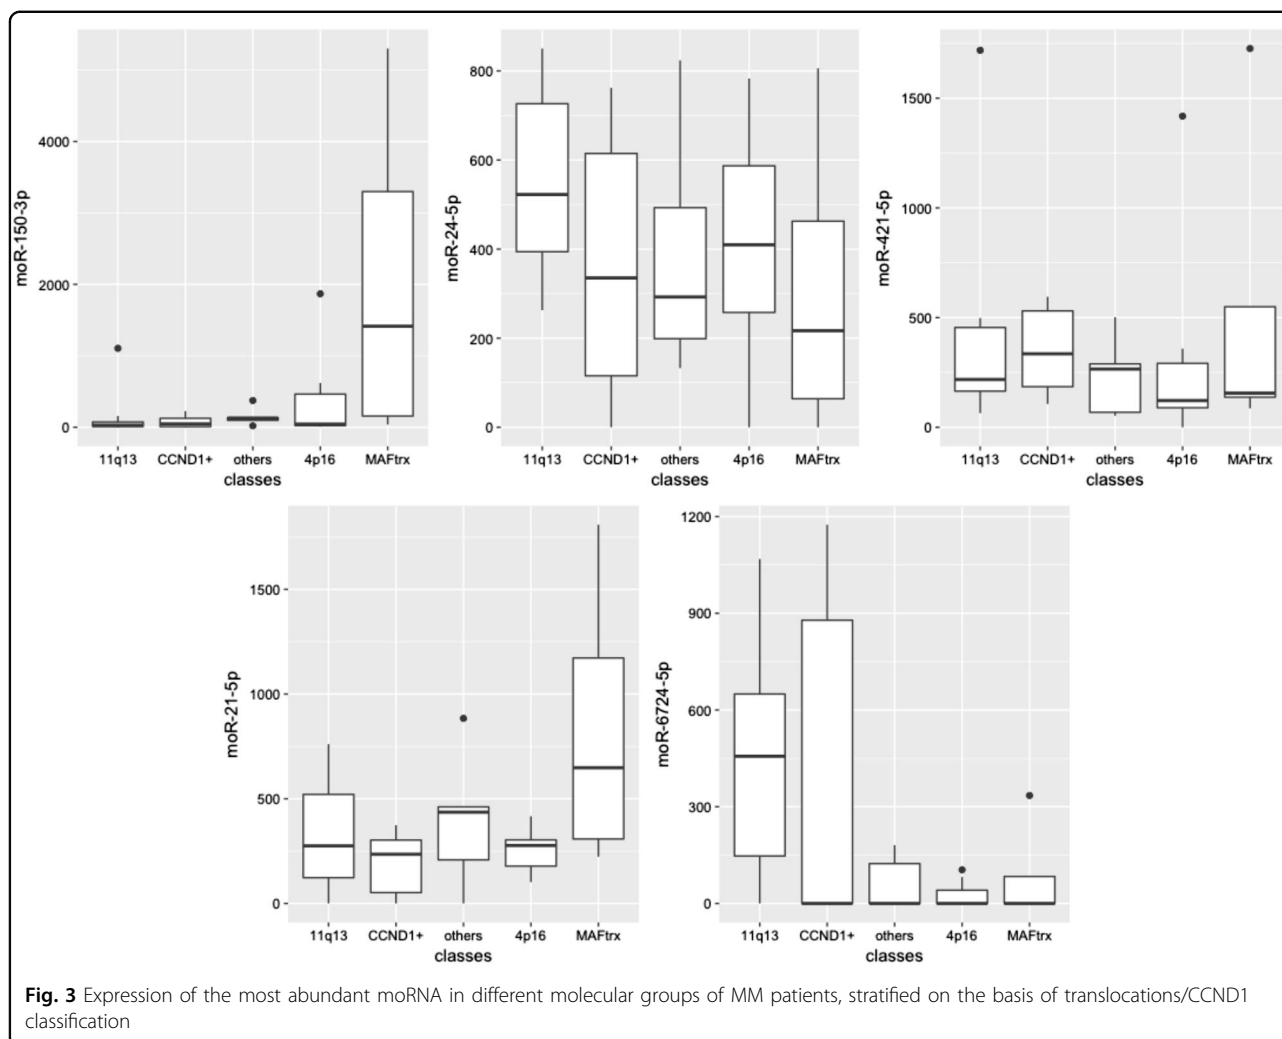 moR-150-3p
4000
2000
0
11q13 CCND1+ others 4p16 MAFtrx
classes
moR-24-5p
800
600
400
200
0
11q13 CCND1+ others 4p16 MAFtrx
classes
moR-421-5p
1500
1000
500
0
11q13 CCND1+ others 4p16 MAFtrx
classes
moR-21-5p
1500
1000
500
0
11q13 CCND1+ others 4p16 MAFtrx
classes
moR-6724-5p
1200
900
600
300
0
11q13 CCND1+ others 4p16 MAFtrx
classes
Fig. 3 Expression of the most abundant moRNA in different molecular groups of MM patients, stratified on the basis of translocations/CCND1
classification